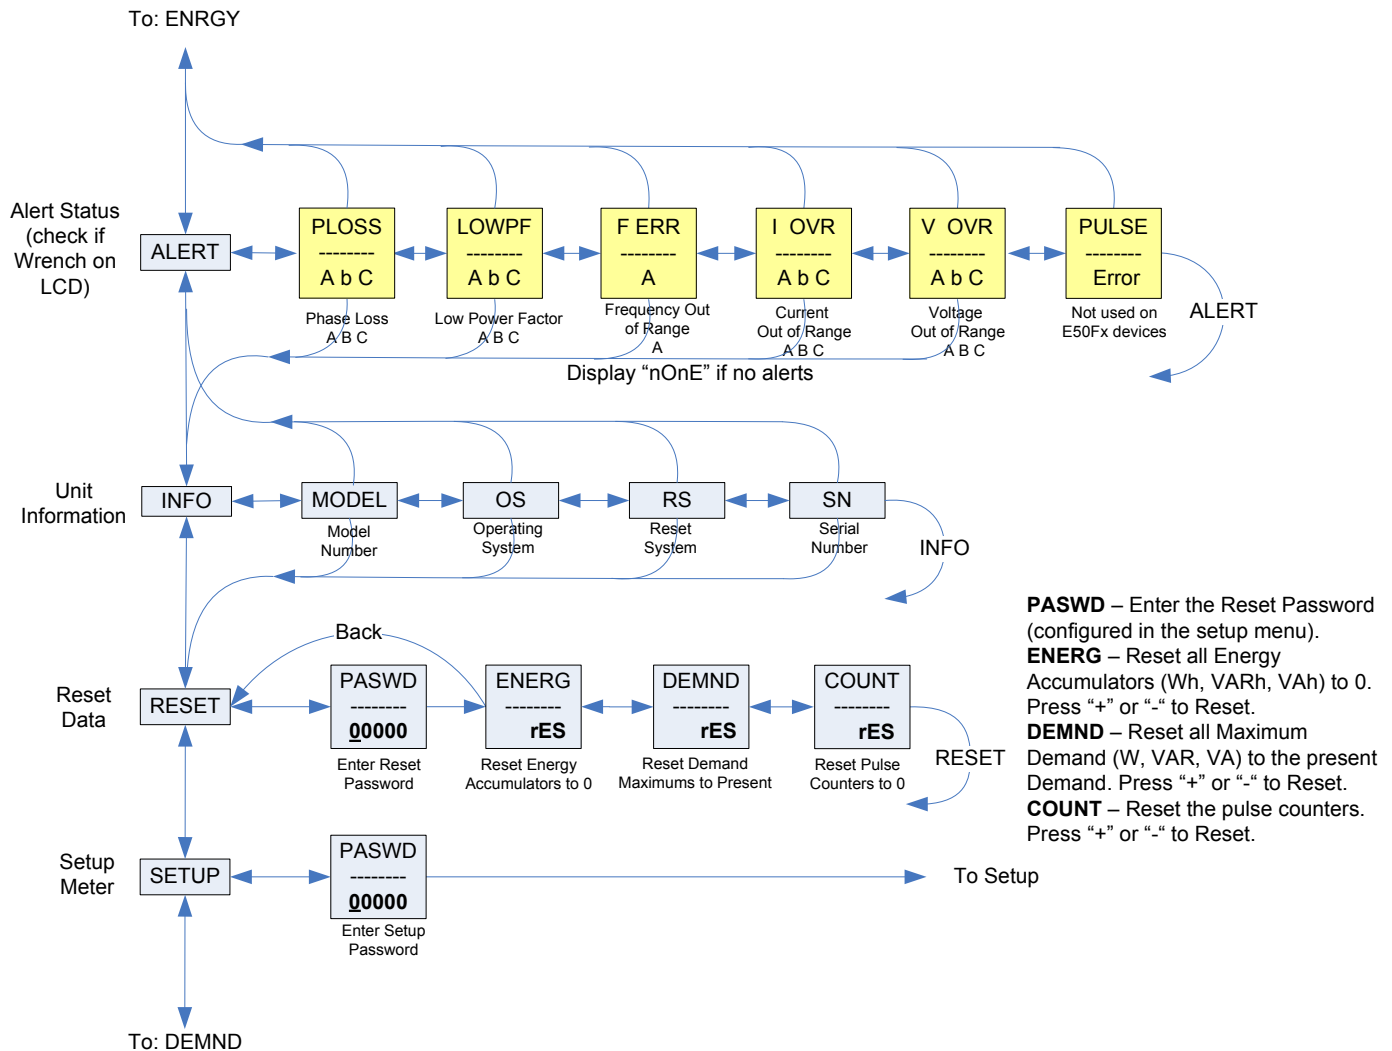 To: ENRGY
Alert Status
(check if
Wrench on
LCD)
ALERT
PLOSS
--------
A b C
Phase Loss
A B C
LOWPF
--------
A b C
Low Power Factor
A B C
F ERR
--------
A
Frequency Out
of Range
A
I OVR
--------
A b C
Current
Out of Range
A B C
V OVR
--------
A b C
Voltage
Out of Range
A B C
PULSE
--------
Error
Not used on
E50Fx devices
ALERT
Display “nOnE” if no alerts
Unit
Information
INFO
MODEL
Model
Number
OS
Operating
System
RS
Reset
System
SN
Serial
Number
INFO
Back
Reset
Data
RESET
PASWD
--------
00000
Enter Reset
Password
ENERG
--------
rES
Reset Energy
Accumulators to 0
DEMND
--------
rES
Reset Demand
Maximums to Present
COUNT
--------
rES
Reset Pulse
Counters to 0
RESET
PASWD – Enter the Reset Password
(configured in the setup menu).
ENERG – Reset all Energy
Accumulators (Wh, VARh, VAh) to 0.
Press “+” or “-“ to Reset.
DEMND – Reset all Maximum
Demand (W, VAR, VA) to the present
Demand. Press “+” or “-“ to Reset.
COUNT – Reset the pulse counters.
Press “+” or “-“ to Reset.
Setup
Meter
SETUP
PASWD
--------
00000
Enter Setup
Password
To Setup
To: DEMND